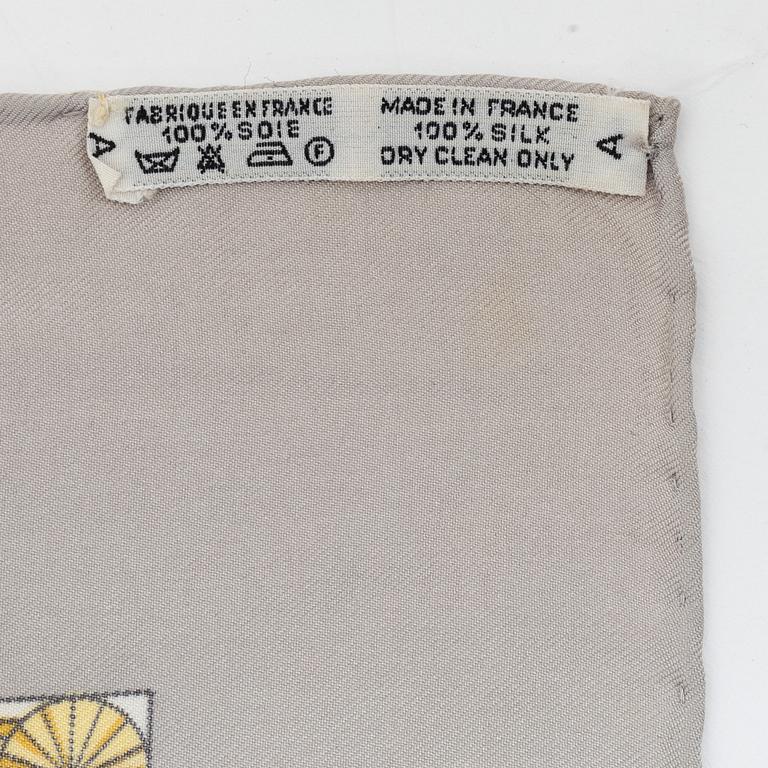 FABRIQUE EN FRANCE
100% SOIE
F
A
MADE IN FRANCE
100% SILK
DRY CLEAN ONLY
A